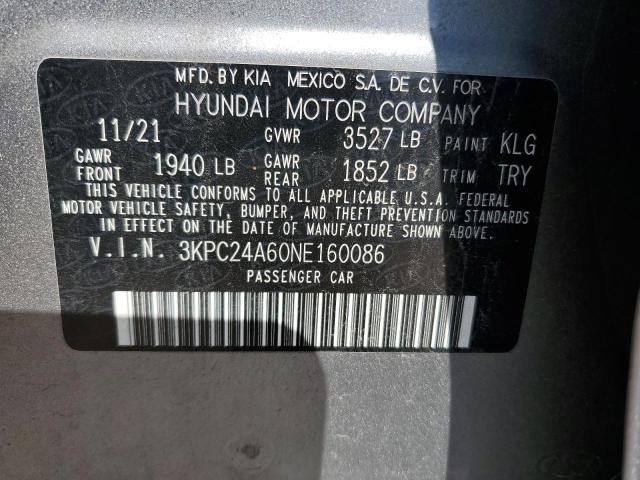 MFD. BY KIA MEXICO S.A. DE C.V. FOR
HYUNDAI MOTOR COMPANY
11/21 GVWR 3527 LB PAINT KLG
GAWR FRONT 1940 LB GAWR REAR 1852 LB TRIM TRY
THIS VEHICLE CONFORMS TO ALL APPLICABLE U.S.A. FEDERAL
MOTOR VEHICLE SAFETY, BUMPER, AND THEFT PREVENTION STANDARDS
IN EFFECT ON THE DATE OF MANUFACTURE SHOWN ABOVE
V.I.N. 3KPC24A60NE160086
PASSENGER CAR